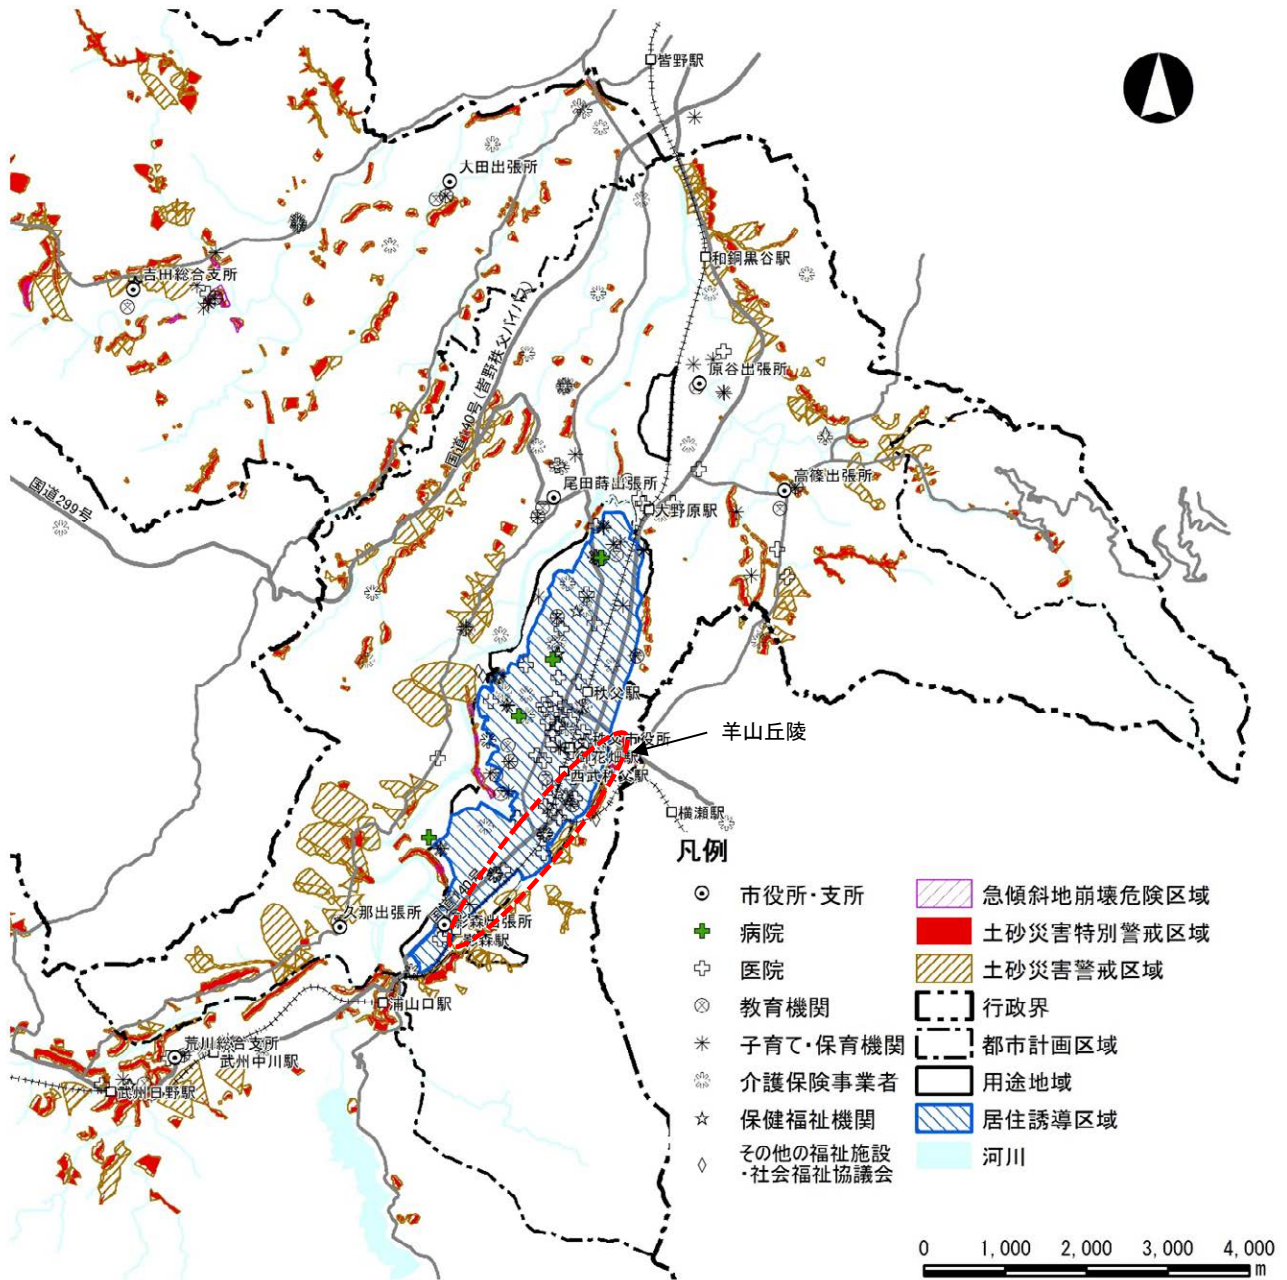 皆野駅
大田出張所
和銅黒谷駅
吉田総合支所
国道140号(皆野秩父バイパス)
原谷出張所
国道299号
尾田蒔出張所
高篠出張所
大野原駅
秩父駅
羊山丘陵
秩父市役所
御花畑駅
西武秩父駅
横瀬駅
国道140号
久那出張所
影森出張所
影森駅
浦山口駅
荒川総合支所
武州中川駅
武州日野駅
凡例
市役所・支所
病院
医院
教育機関
子育て・保育機関
介護保険事業者
保健福祉機関
その他の福祉施設
・社会福祉協議会
急傾斜地崩壊危険区域
土砂災害特別警戒区域
土砂災害警戒区域
行政界
都市計画区域
用途地域
居住誘導区域
河川
0 1,000 2,000 3,000 4,000
m